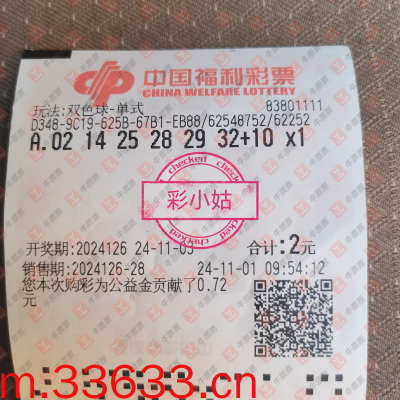 中国福利彩票
CHINA WELFARE LOTTERY
玩法:双色球-单式 83801111
D348-9C19-625B-67B1-EB88/62548752/62252
A.02 14 25 28 29 32+10 x1
checked
彩小姑
checked
开奖期:2024126 24-11-03 合计:2元
销售期:2024126-28 24-11-01 09:54:12
您本次购彩为公益金贡献了0.72
元
m.33633.cn